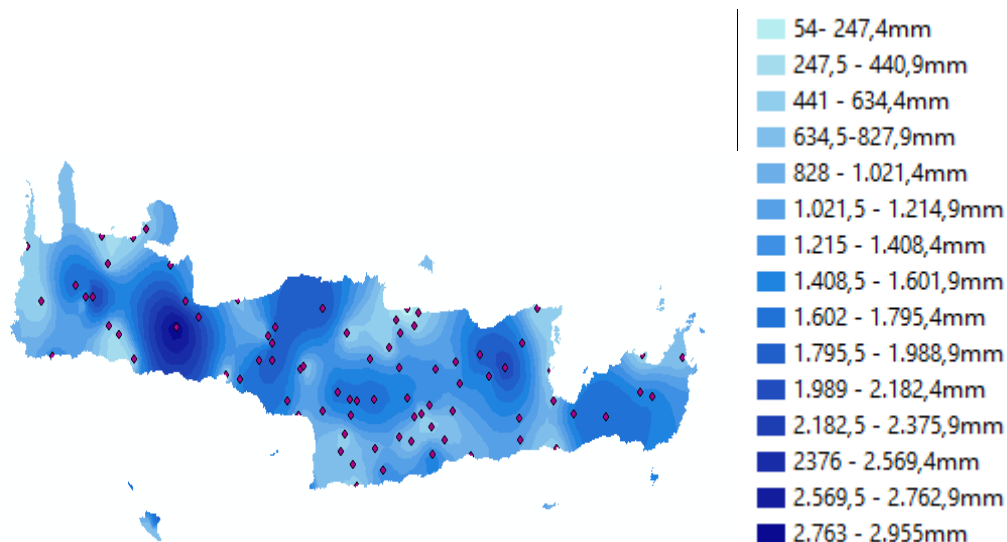 54- 247,4mm
247,5 - 440,9mm
441 - 634,4mm
634,5-827,9mm
828 - 1.021,4mm
1.021,5 - 1.214,9mm
1.215 - 1.408,4mm
1.408,5 - 1.601,9mm
1.602 - 1.795,4mm
1.795,5 - 1.988,9mm
1.989 - 2.182,4mm
2.182,5 - 2.375,9mm
2376 - 2.569,4mm
2.569,5 - 2.762,9mm
2.763 - 2.955mm